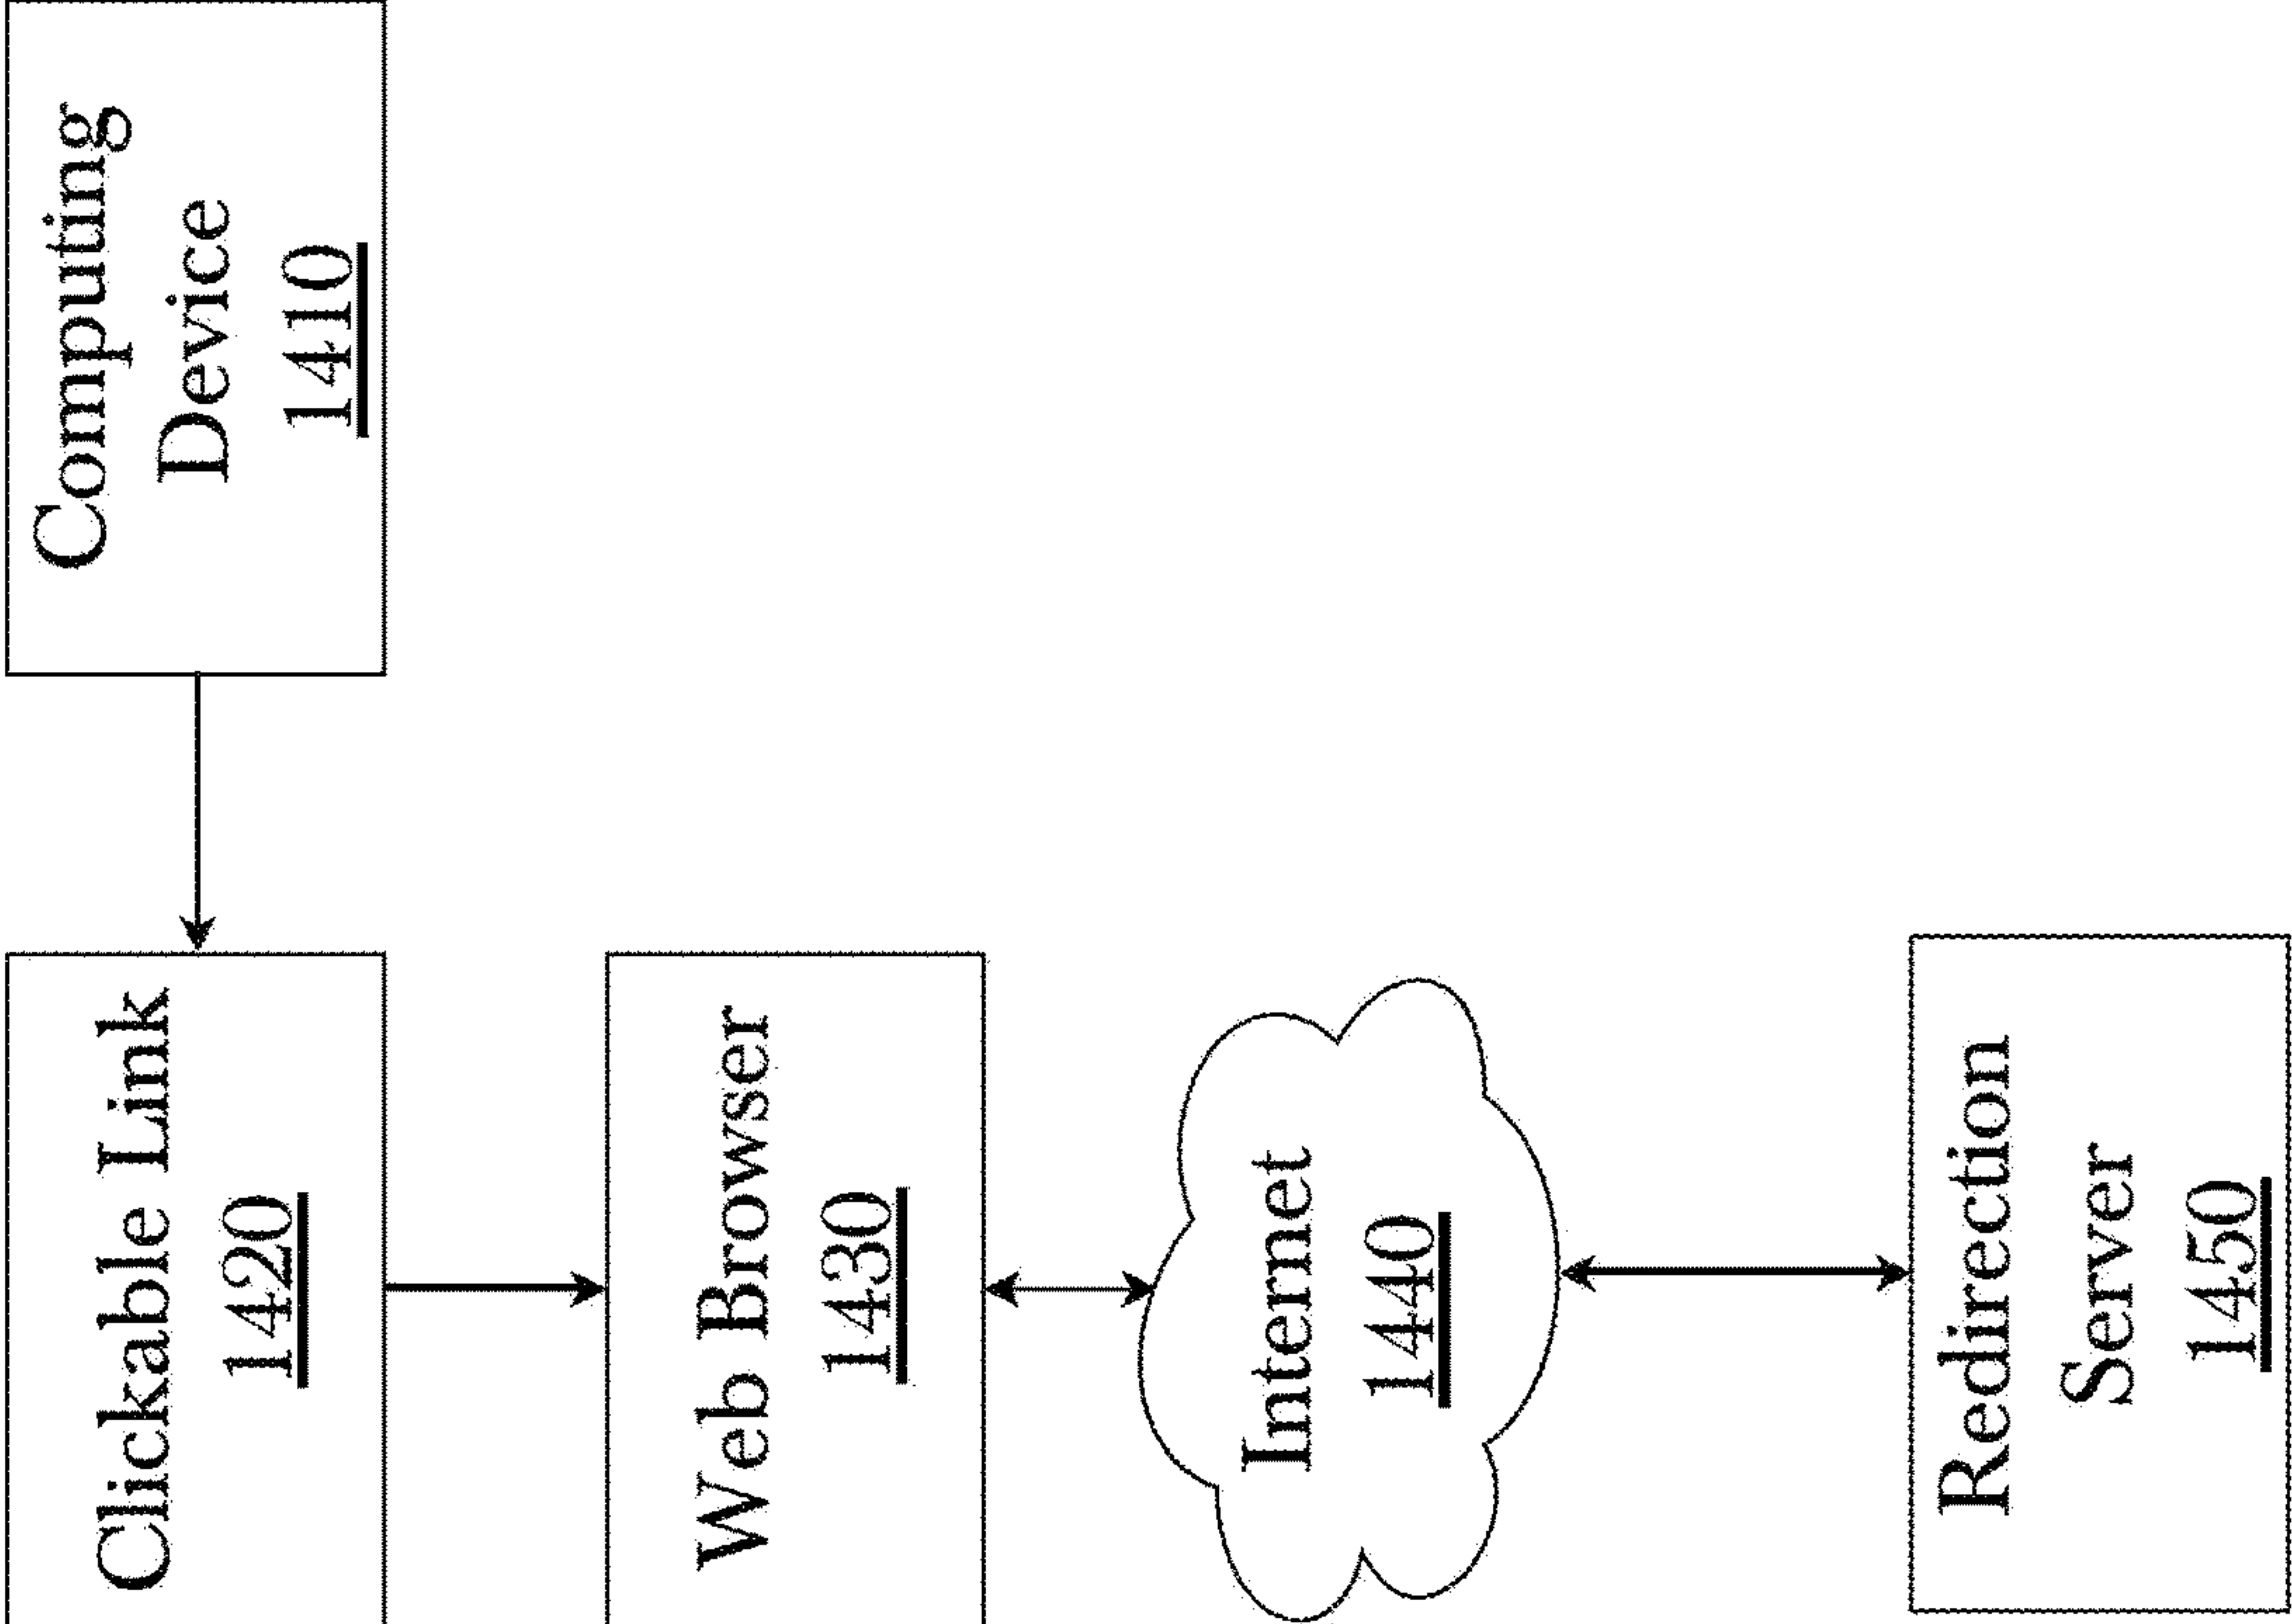 Computing
Device
1410
Clickable Link
1420
Web Browser
1430
Internet
1440
Redirection
Server
1450